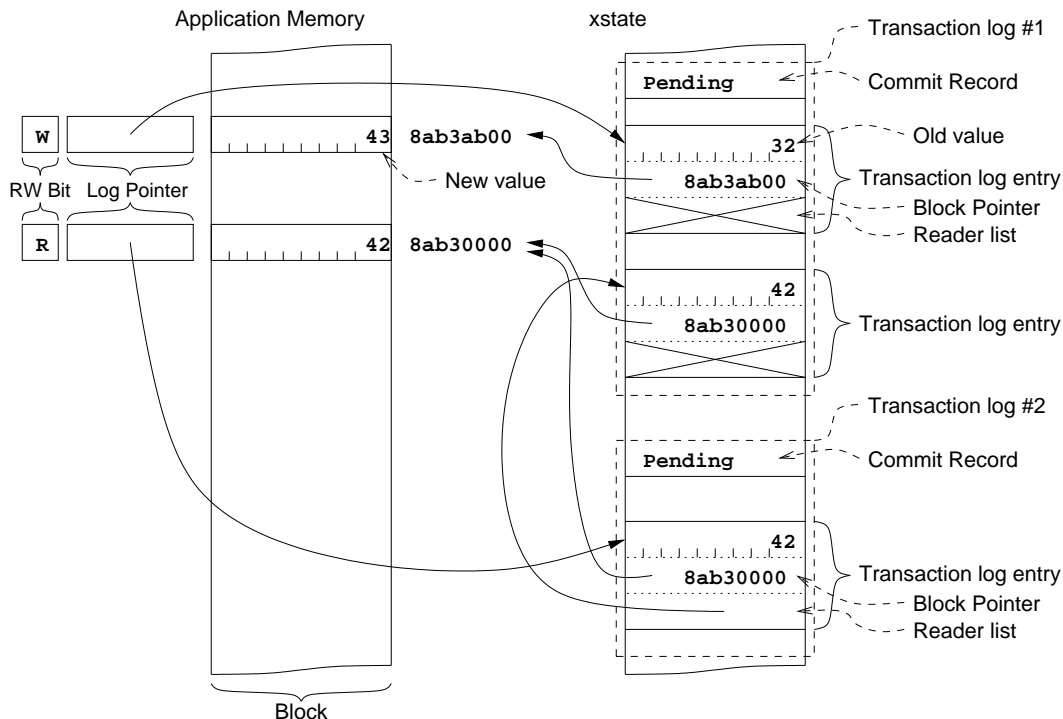 Application Memory
xstate
Transaction log #1
Pending
Commit Record
W
43
8ab3ab00
32
Old value
RW Bit
Log Pointer
New value
8ab3ab00
Transaction log entry
Block Pointer
Reader list
R
42
8ab30000
42
8ab30000
Transaction log entry
Transaction log #2
Pending
Commit Record
42
8ab30000
Transaction log entry
Block Pointer
Reader list
Block